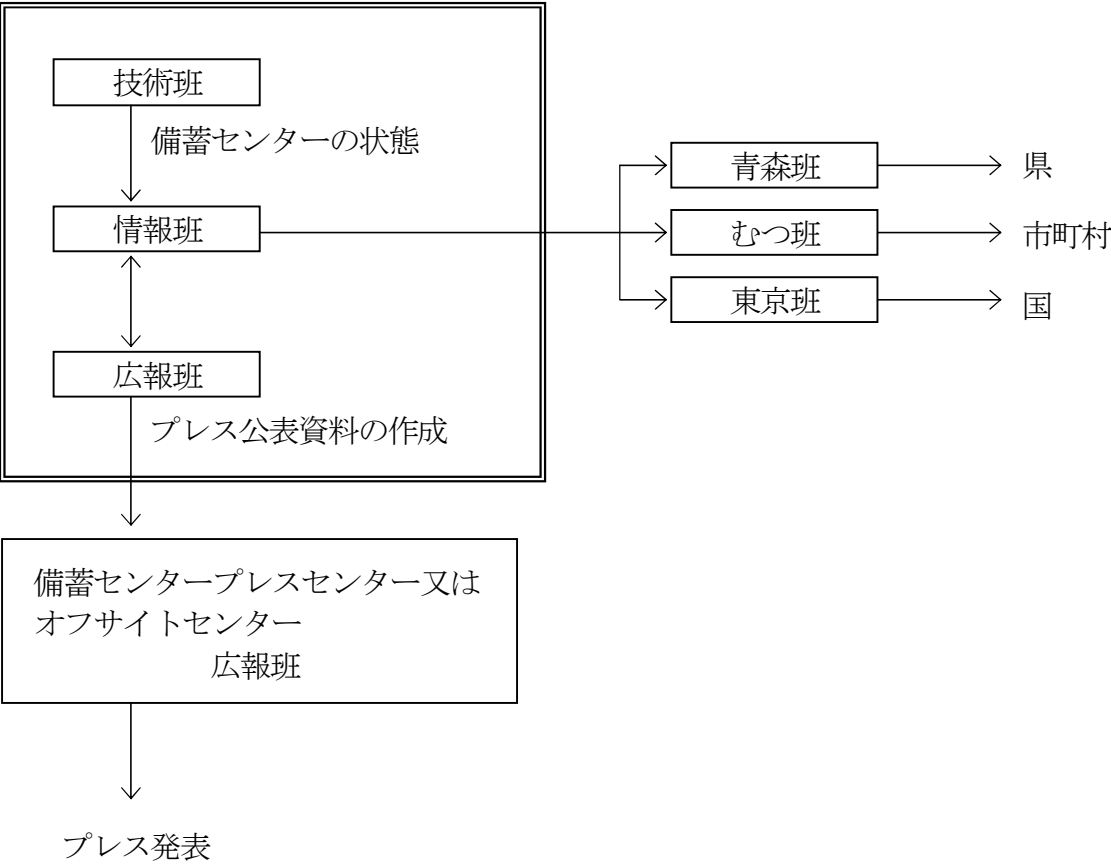 技術班
備蓄センターの状態
情報班
広報班
プレス公表資料の作成
青森班
県
むつ班
市町村
東京班
国
備蓄センタープレスセンター又は
オフサイトセンター
広報班
プレス発表